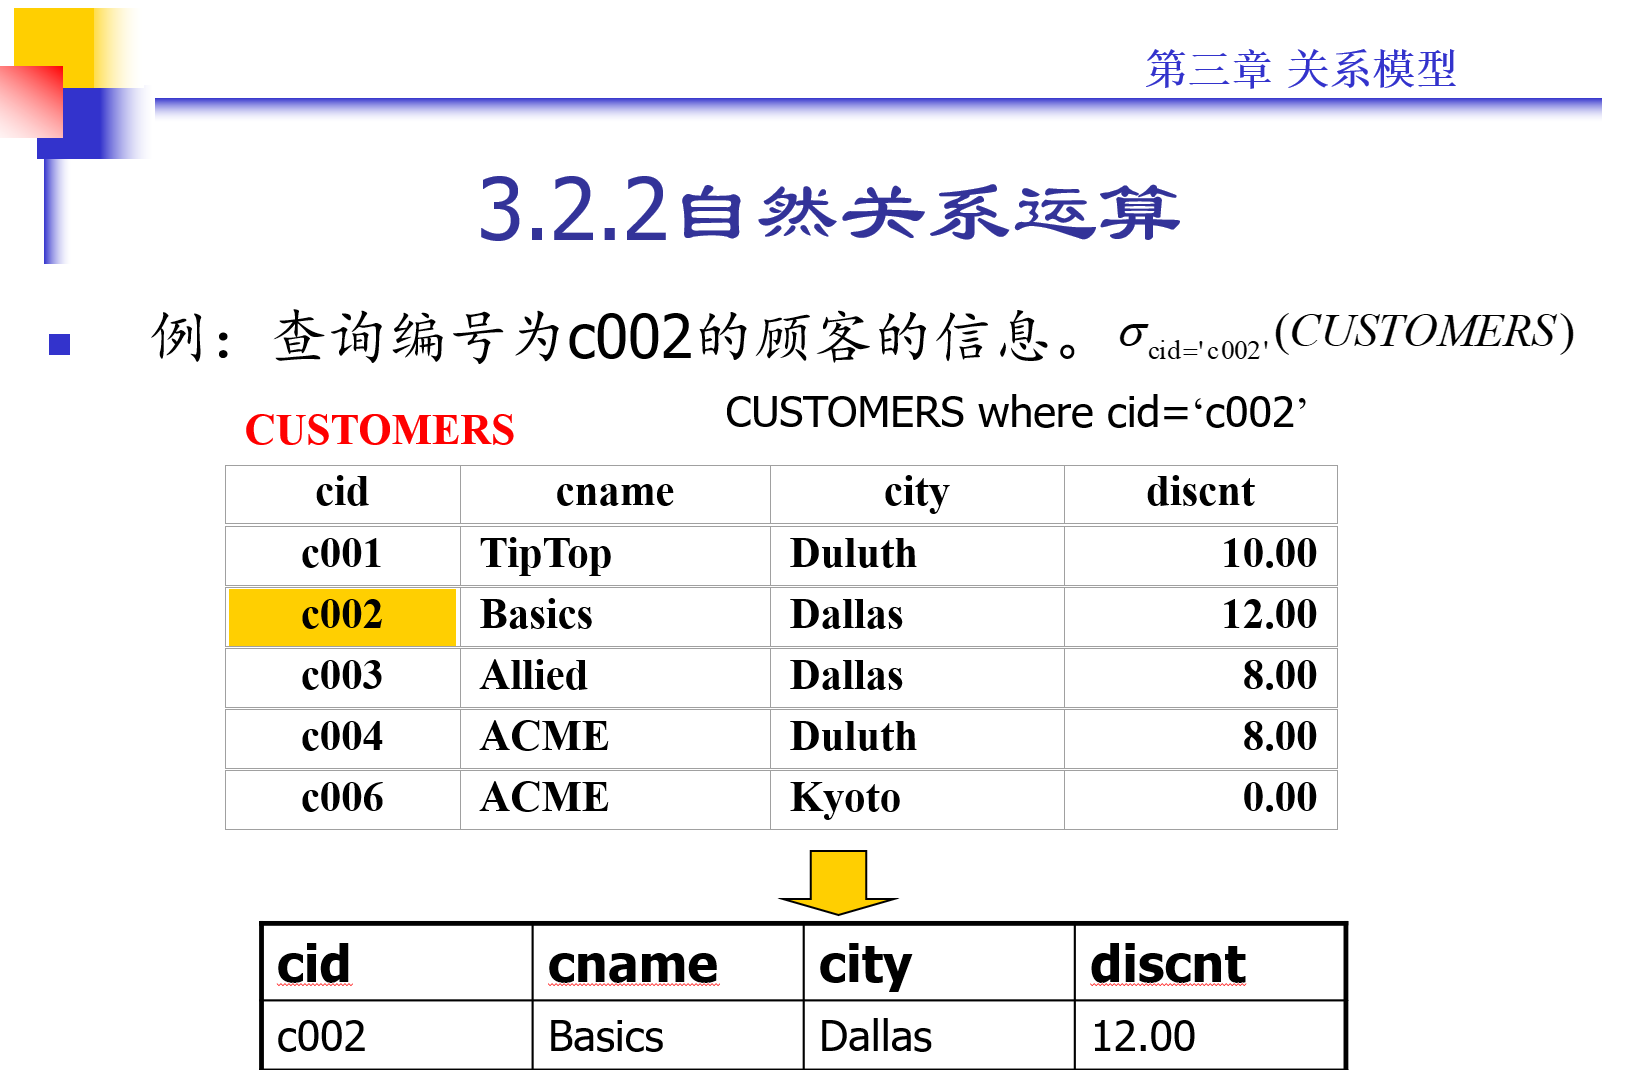 第三章 关系模型
3.2.2自然关系运算
例：查询编号为c002的顾客的信息。 σcid='c002'(CUSTOMERS)
CUSTOMERS where cid=‘c002’
CUSTOMERS
cid cname city discnt
c001 TipTop Duluth 10.00
c002 Basics Dallas 12.00
c003 Allied Dallas 8.00
c004 ACME Duluth 8.00
c006 ACME Kyoto 0.00
cid cname city discnt
c002 Basics Dallas 12.00